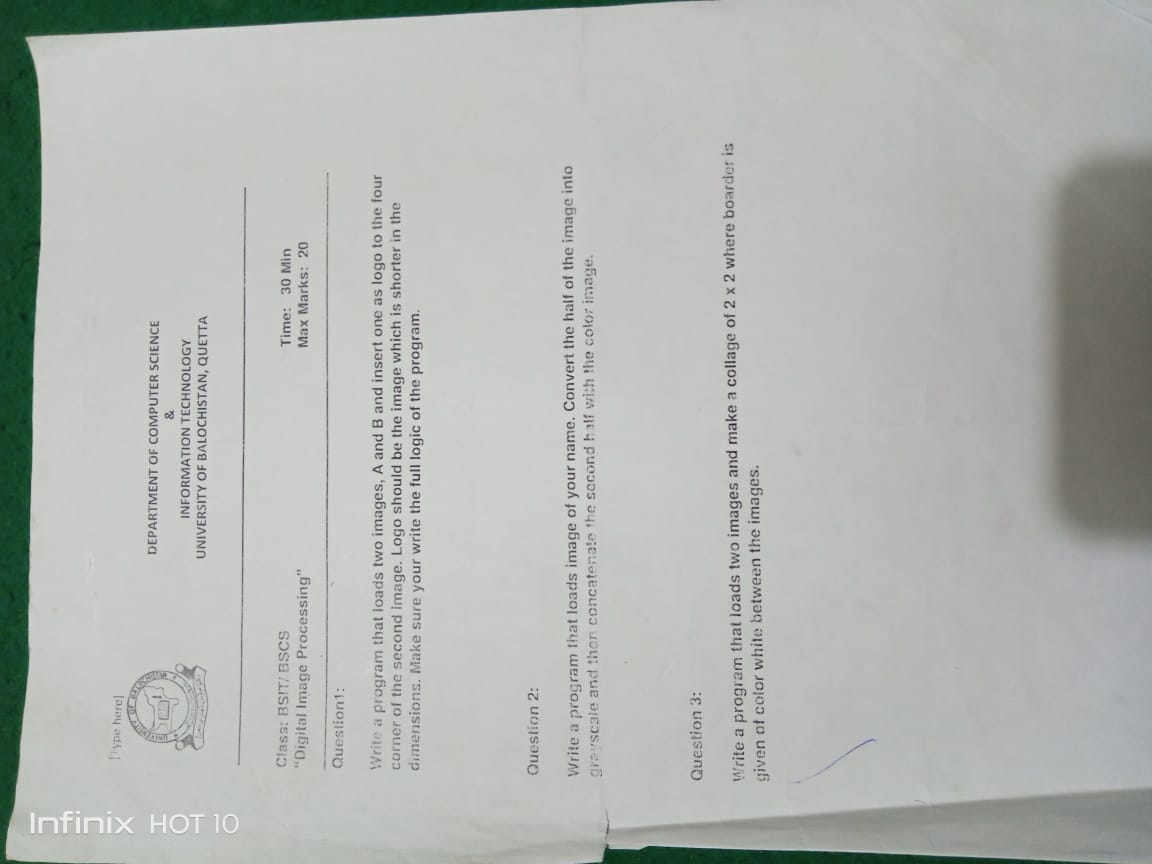 [Type here]
DEPARTMENT OF COMPUTER SCIENCE
&
INFORMATION TECHNOLOGY
UNIVERSITY OF BALOCHISTAN, QUETTA
UNIVERSITY OF BALOCHISTAN
Class: BSIT/ BSCS
Time: 30 Min
"Digital Image Processing"
Max Marks: 20
Question1:
Write a program that loads two images, A and B and insert one as logo to the four
corner of the second image. Logo should be the image which is shorter in the
dimensions. Make sure your write the full logic of the program.
Question 2:
Write a program that loads image of your name. Convert the half of the image into
grayscale and then concatenate the second half with the color image.
Question 3:
Write a program that loads two images and make a collage of 2 x 2 where boarder is
given of color white between the images.
Infinix HOT 10